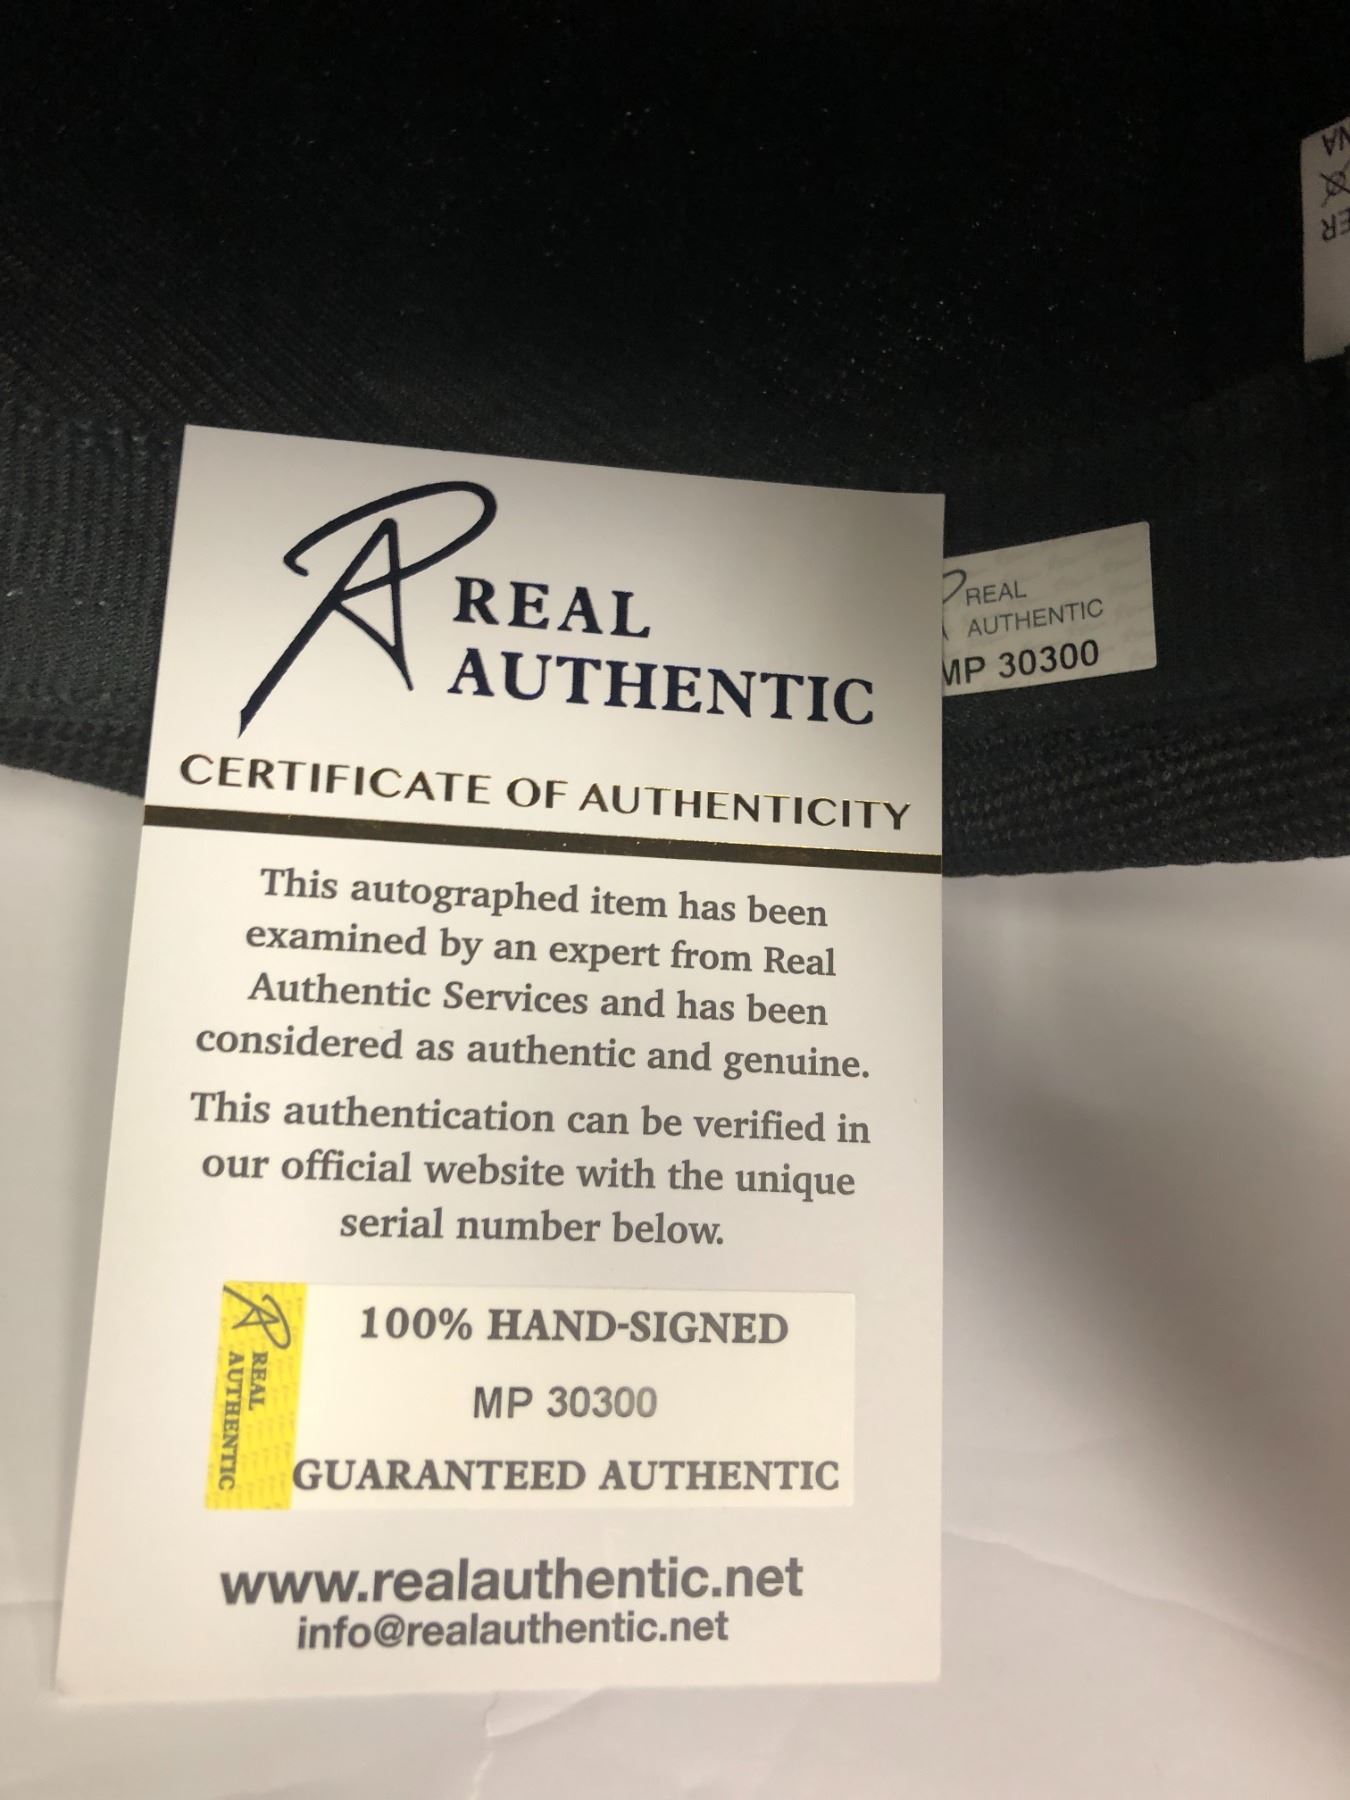 REAL
AUTHENTIC
CERTIFICATE OF AUTHENTICITY
This autographed item has been
examined by an expert from Real
Authentic Services and has been
considered as authentic and genuine.
This authentication can be verified in
our official website with the unique
serial number below.
REAL
AUTHENTIC
100% HAND-SIGNED
MP 30300
GUARANTEED AUTHENTIC
www.realauthentic.net
info@realauthentic.net
REAL
AUTHENTIC
MP 30300
ER